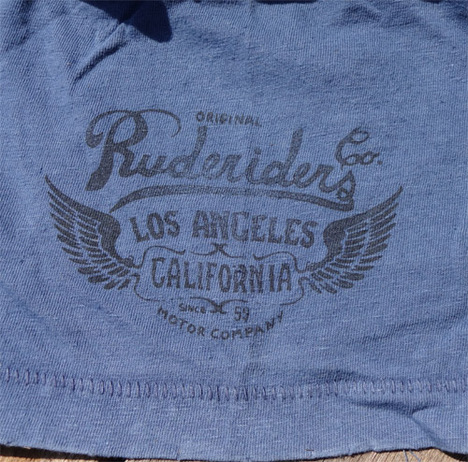 ORIGINAL
Ruderiders Co.
LOS ANGELES
CALIFORNIA
SINCE 59
MOTOR COMPANY